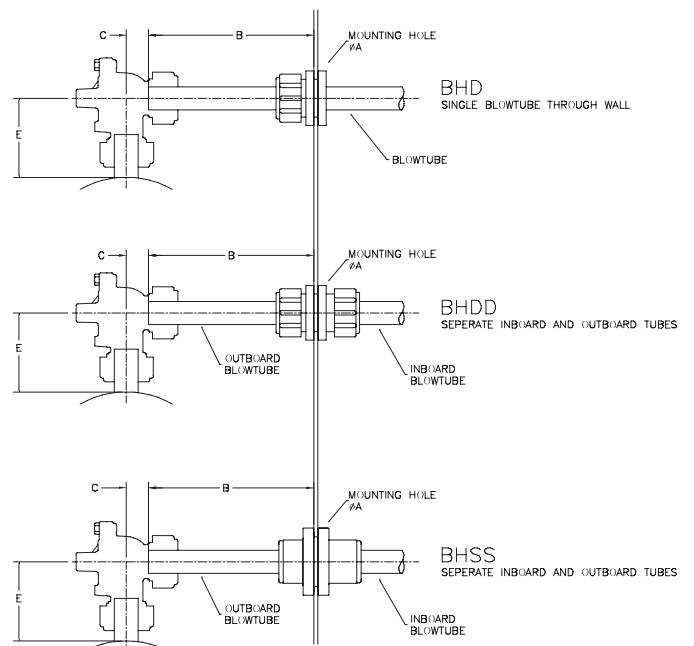 C
B
MOUNTING HOLE
øA
BHD
SINGLE BLOWTUBE THROUGH WALL
E
BLOWTUBE
C
B
MOUNTING HOLE
øA
BHDD
SEPERATE INBOARD AND OUTBOARD TUBES
E
OUTBOARD
BLOWTUBE
INBOARD
BLOWTUBE
C
B
MOUNTING HOLE
øA
BHSS
SEPERATE INBOARD AND OUTBOARD TUBES
E
OUTBOARD
BLOWTUBE
INBOARD
BLOWTUBE